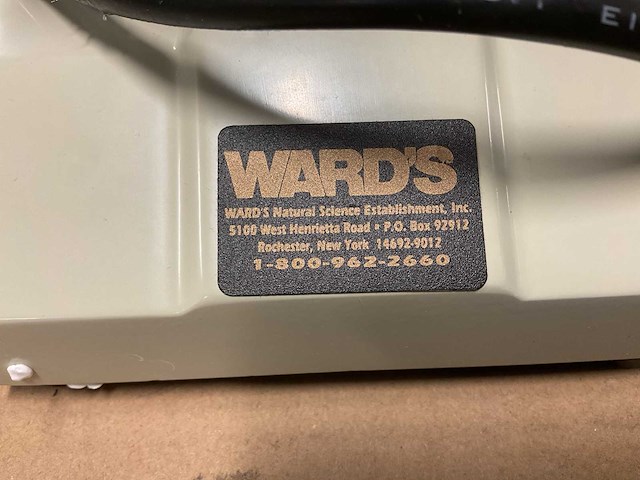 WARD'S
WARD'S Natural Science Establishment, Inc.
5100 West Henrietta Road • P.O. Box 92912
Rochester, New York 14692-9012
1-800-962-2660